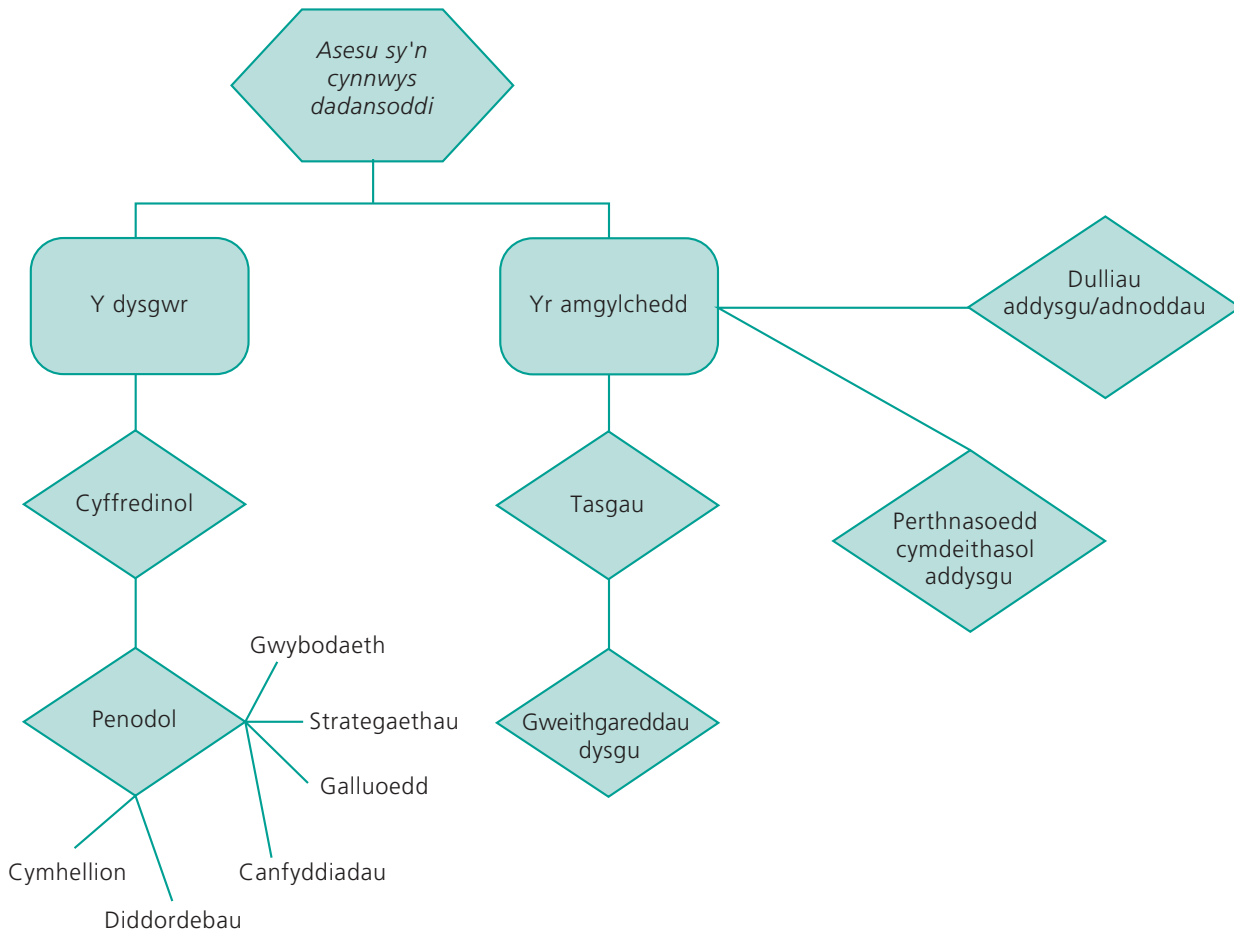 Asesu sy'n
cynnwys
dadansoddi
Y dysgwr
Yr amgylchedd
Dulliau
addysgu/adnoddau
Cyffredinol
Tasgau
Perthnasoedd
cymdeithasol
addysgu
Gwybodaeth
Penodol
Strategaethau
Gweithgareddau
dysgu
Galluoedd
Cymhellion
Canfyddiadau
Diddordebau